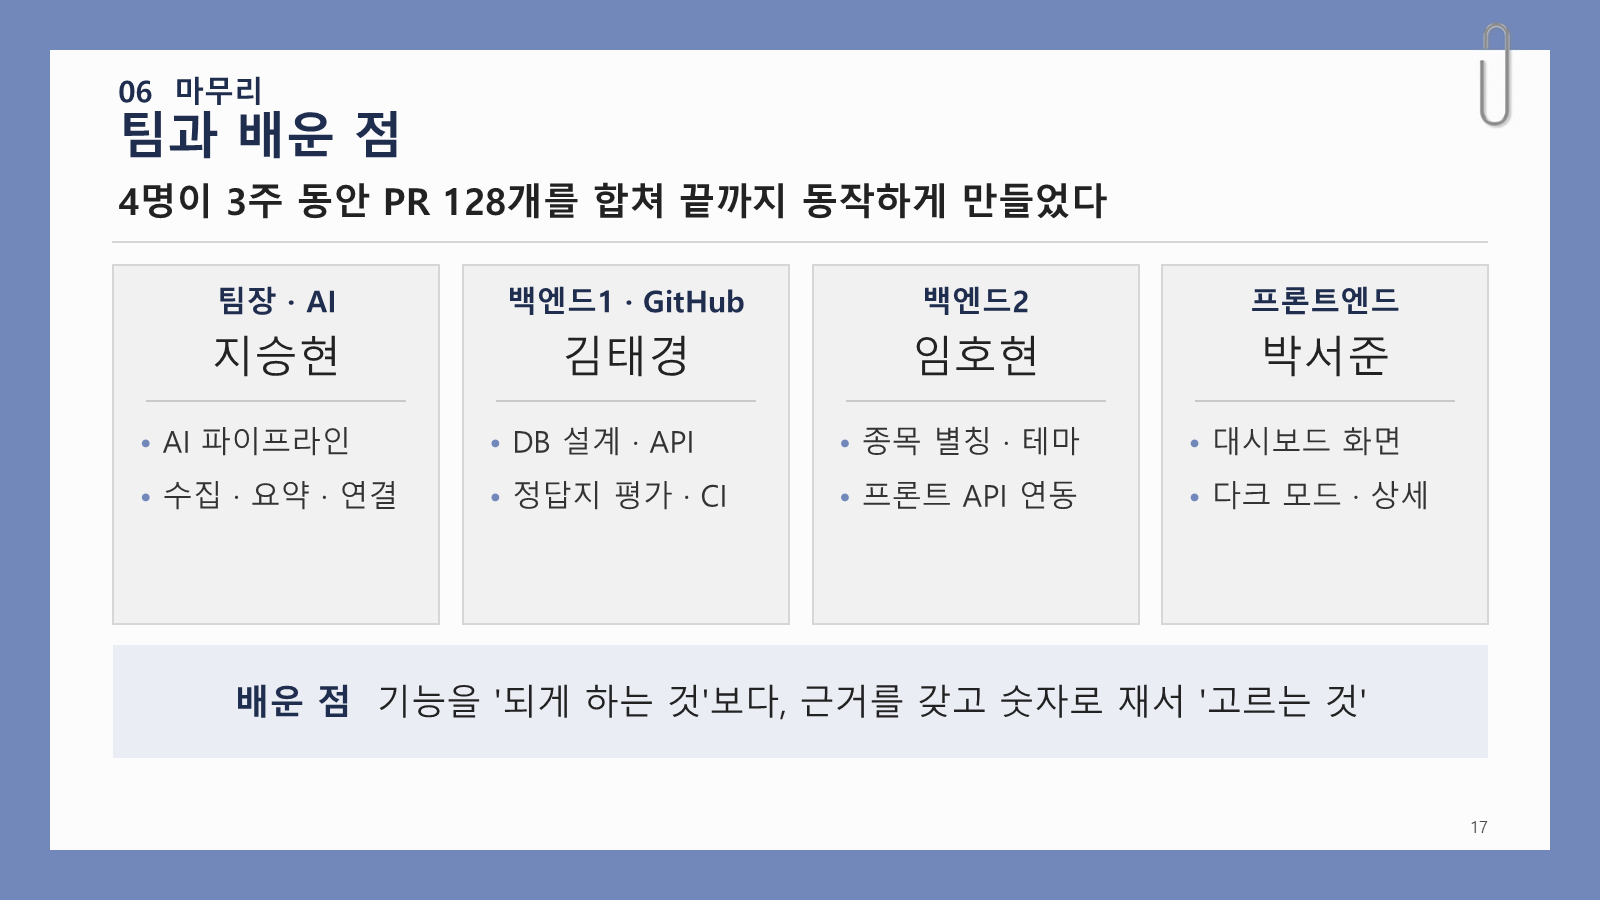 06 마무리
팀과 배운 점
4명이 3주 동안 PR 128개를 합쳐 끝까지 동작하게 만들었다
팀장 · AI
지승현
• AI 파이프라인
• 수집 · 요약 · 연결
백엔드1 · GitHub
김태경
• DB 설계 · API
• 정답지 평가 · CI
백엔드2
임호현
• 종목 별칭 · 테마
• 프론트 API 연동
프론트엔드
박서준
• 대시보드 화면
• 다크 모드 · 상세
배운 점 기능을 '되게 하는 것'보다, 근거를 갖고 숫자로 재서 '고르는 것'
17